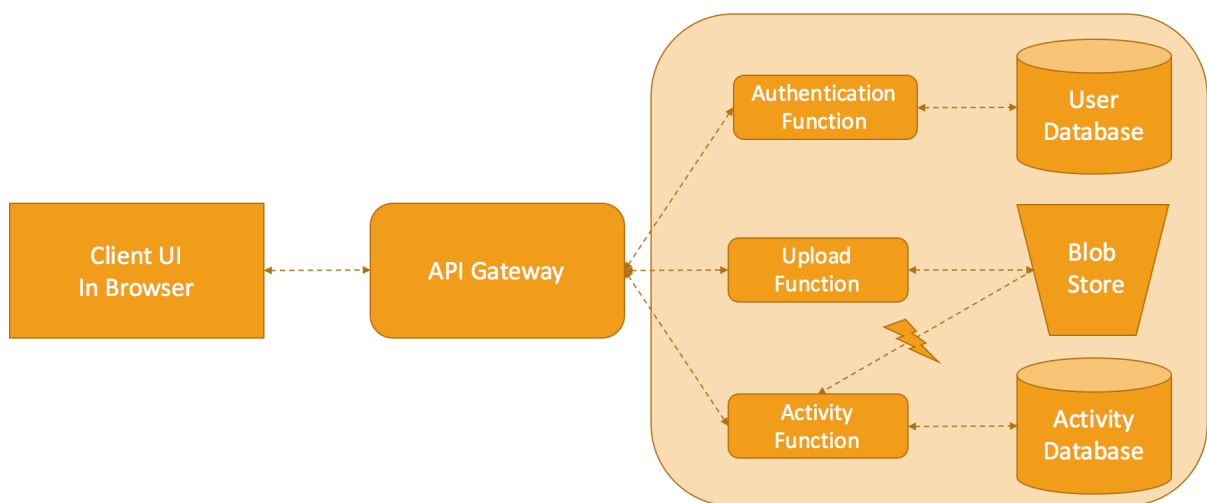 Client UI
In Browser
API Gateway
Authentication
Function
User
Database
Upload
Function
Blob
Store
Activity
Function
Activity
Database